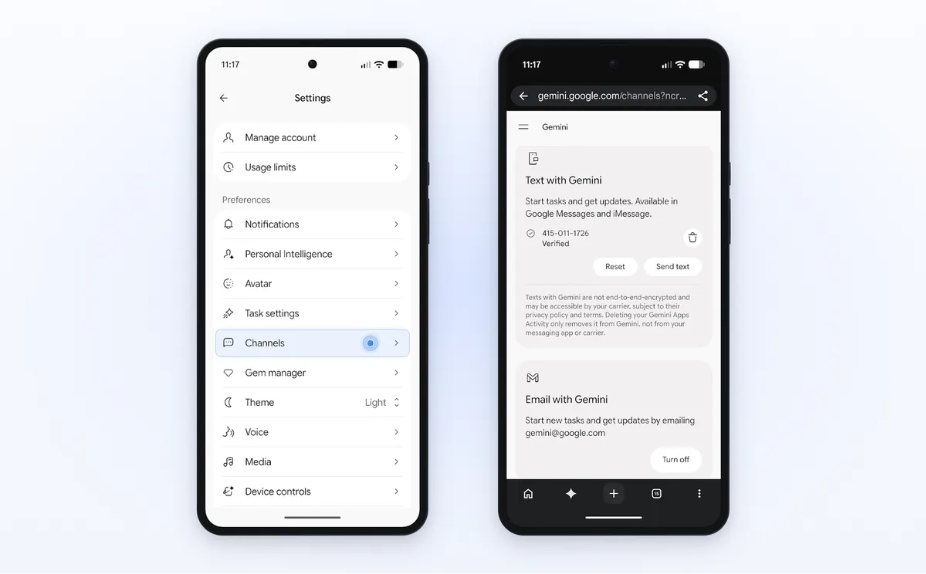 11:17
Settings
Manage account
Usage limits
Preferences
Notifications
Personal Intelligence
Avatar
Task settings
Channels
Gem manager
Theme
Light
Voice
Media
Device controls
11:17
gemini.google.com/channels?ncr...
Gemini
Text with Gemini
Start tasks and get updates. Available in
Google Messages and iMessage.
415-011-1726
Verified
Reset
Send text
Texts with Gemini are not end-to-end-encrypted and
may be accessible by your carrier, subject to their
privacy policy and terms. Deleting your Gemini Apps
Activity only removes it from Gemini, not from your
messaging app or carrier.
Email with Gemini
Start new tasks and get updates by emailing
gemini@google.com
Turn off